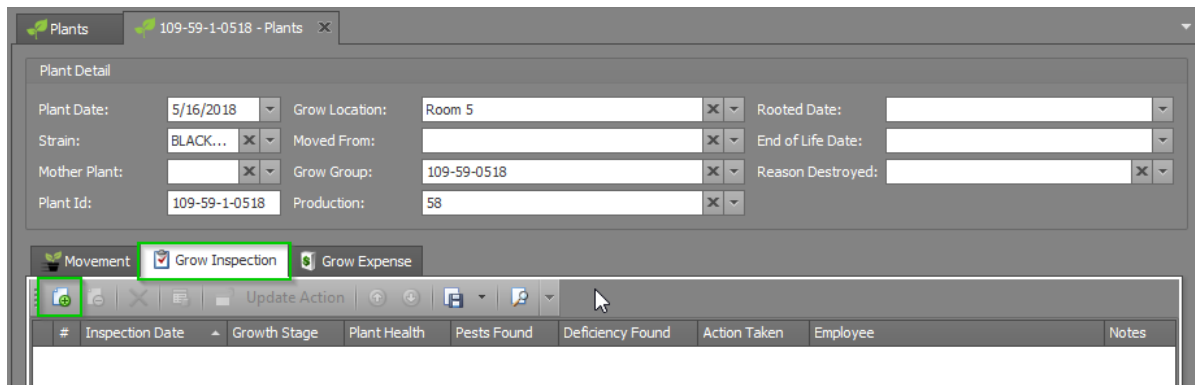 Plants 109-59-1-0518 - Plants
Plant Detail
Plant Date: 5/16/2018 Grow Location: Room 5 Rooted Date:
Strain: BLACK... Moved From: End of Life Date:
Mother Plant: Grow Group: 109-59-0518 Reason Destroyed:
Plant Id: 109-59-1-0518 Production: 58
Movement Grow Inspection Grow Expense
Update Action
# Inspection Date Growth Stage Plant Health Pests Found Deficiency Found Action Taken Employee Notes